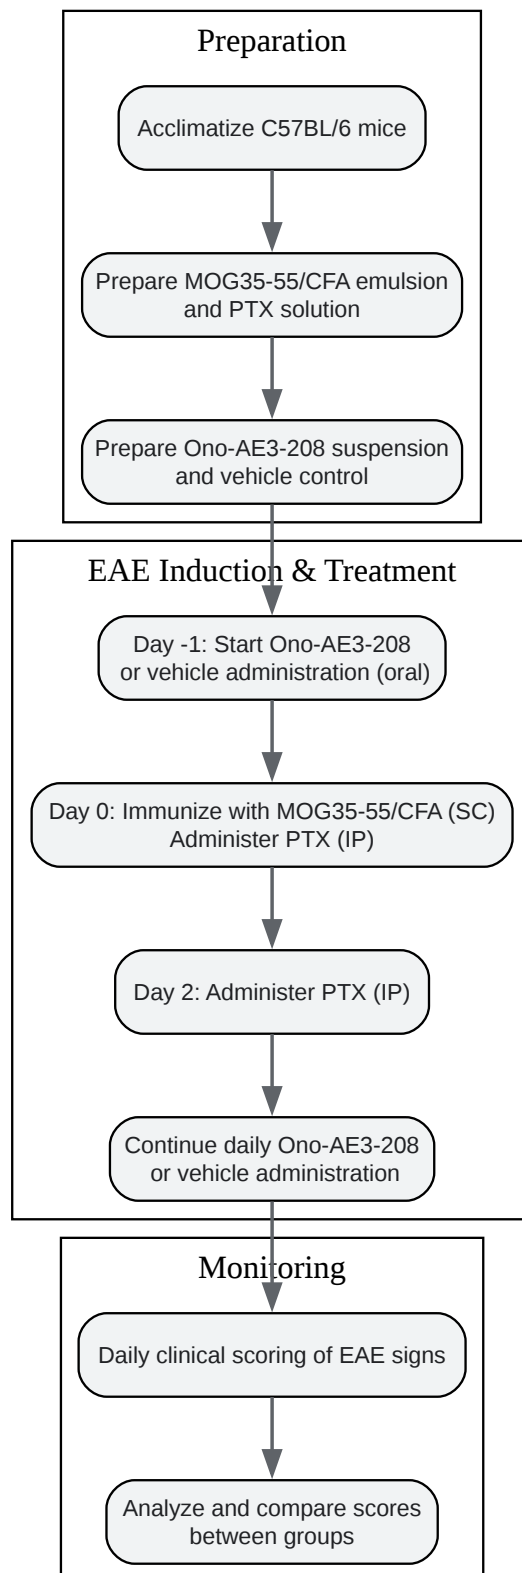 Preparation
Acclimatize C57BL/6 mice
Prepare MOG35-55/CFA emulsion
and PTX solution
Prepare Ono-AE3-208 suspension
and vehicle control
EAE Induction & Treatment
Day -1: Start Ono-AE3-208
or vehicle administration (oral)
Day 0: Immunize with MOG35-55/CFA (SC)
Administer PTX (IP)
Day 2: Administer PTX (IP)
Continue daily Ono-AE3-208
or vehicle administration
Monitoring
Daily clinical scoring of EAE signs
Analyze and compare scores
between groups